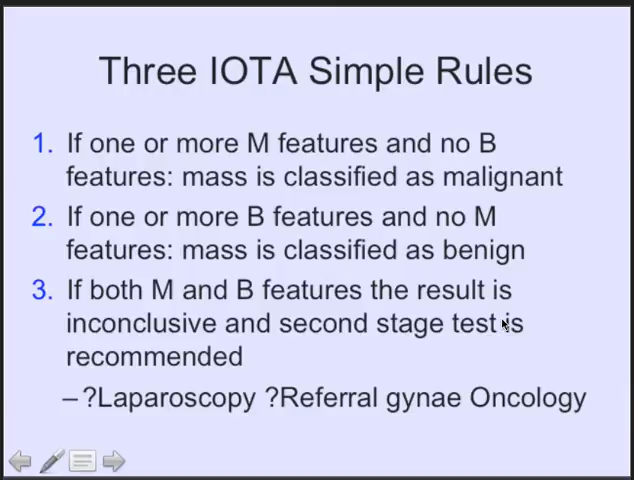 Three IOTA Simple Rules
1. If one or more M features and no B
features: mass is classified as malignant
2. If one or more B features and no M
features: mass is classified as benign
3. If both M and B features the result is
inconclusive and second stage test is
recommended
– ?Laparoscopy ?Referral gynae Oncology